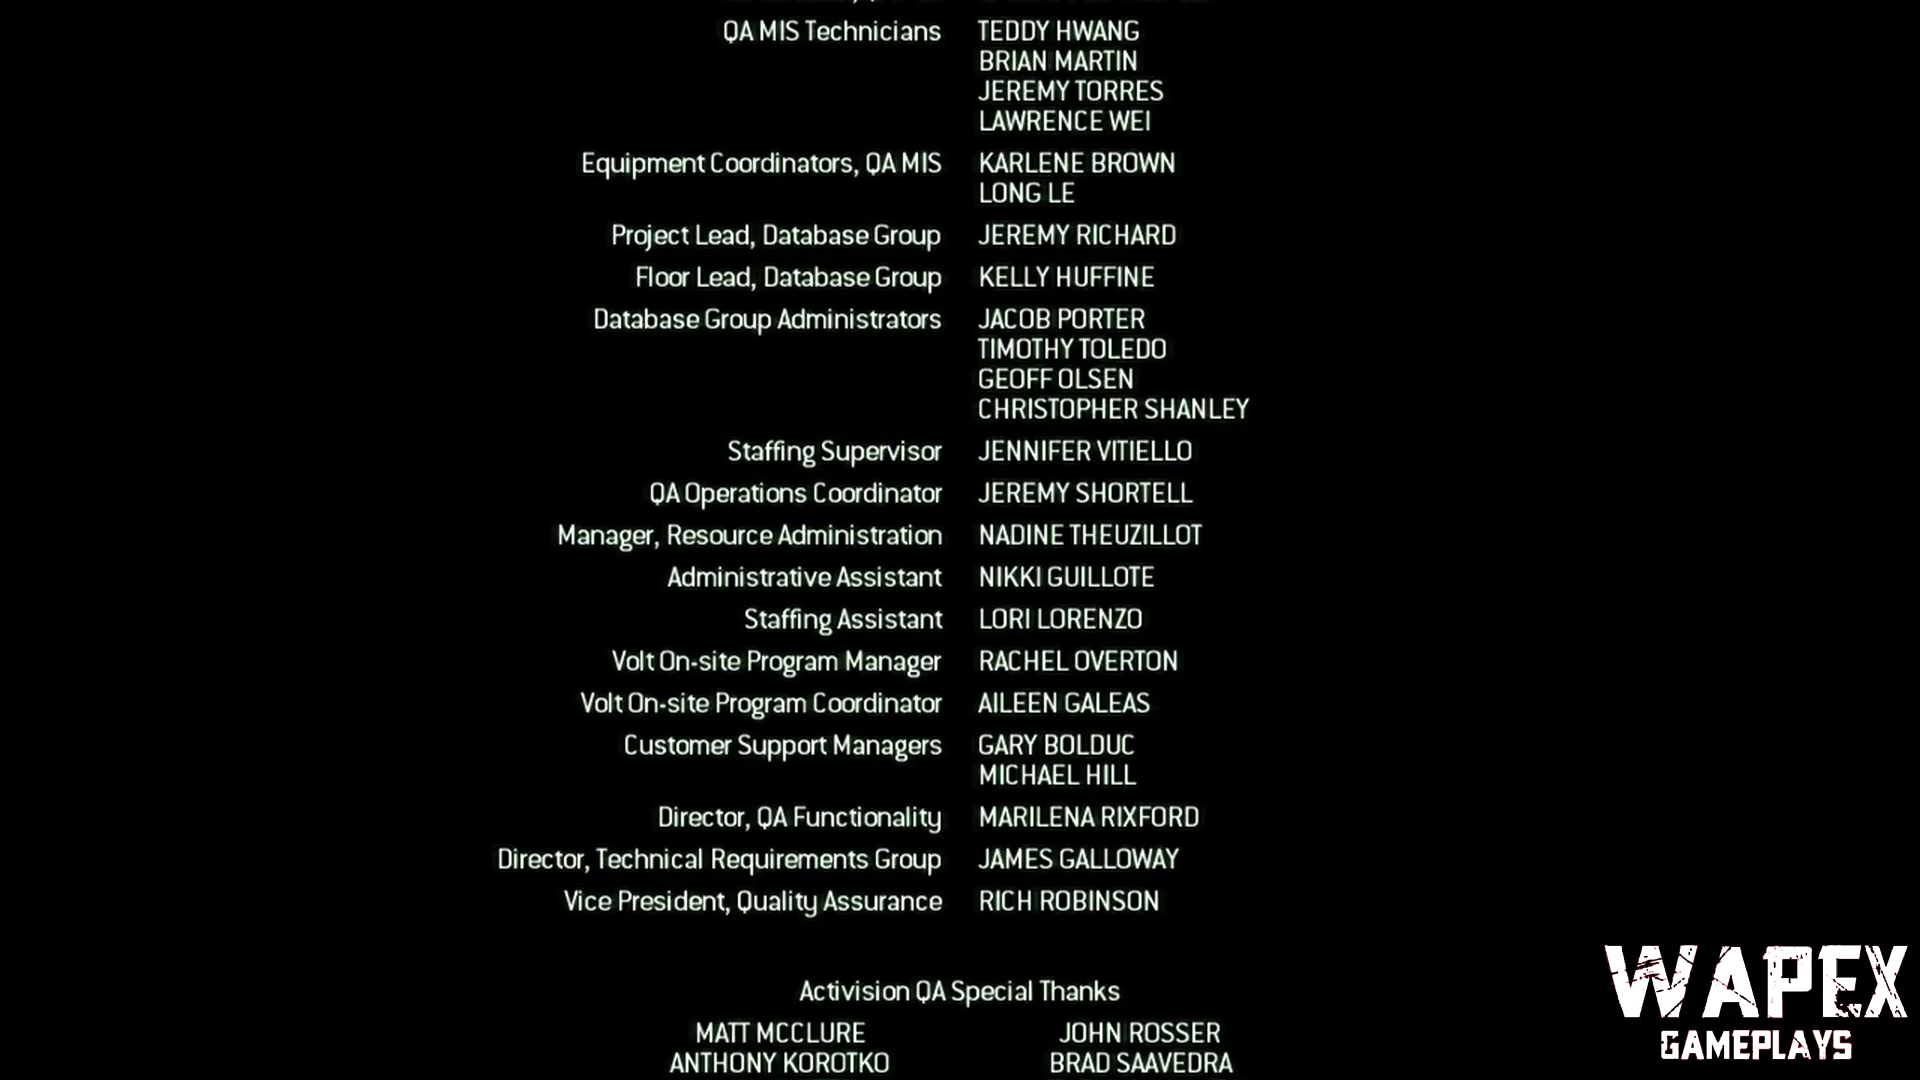 QA MIS Technicians TEDDY HWANG
BRIAN MARTIN
JEREMY TORRES
LAWRENCE WEI
Equipment Coordinators, QA MIS KARLENE BROWN
LONG LE
Project Lead, Database Group JEREMY RICHARD
Floor Lead, Database Group KELLY HUFFINE
Database Group Administrators JACOB PORTER
TIMOTHY TOLEDO
GEOFF OLSEN
CHRISTOPHER SHANLEY
Staffing Supervisor JENNIFER VITIELLO
QA Operations Coordinator JEREMY SHORTELL
Manager, Resource Administration NADINE THEUZILLOT
Administrative Assistant NIKKI GUILLOTE
Staffing Assistant LORI LORENZO
Volt On-site Program Manager RACHEL OVERTON
Volt On-site Program Coordinator AILEEN GALEAS
Customer Support Managers GARY BOLDUC
MICHAEL HILL
Director, QA Functionality MARILENA RIXFORD
Director, Technical Requirements Group JAMES GALLOWAY
Vice President, Quality Assurance RICH ROBINSON
Activision QA Special Thanks
MATT MCCLURE JOHN ROSSER
ANTHONY KOROTKO BRAD SAAVEDRA
WAPEX
GAMEPLAYS